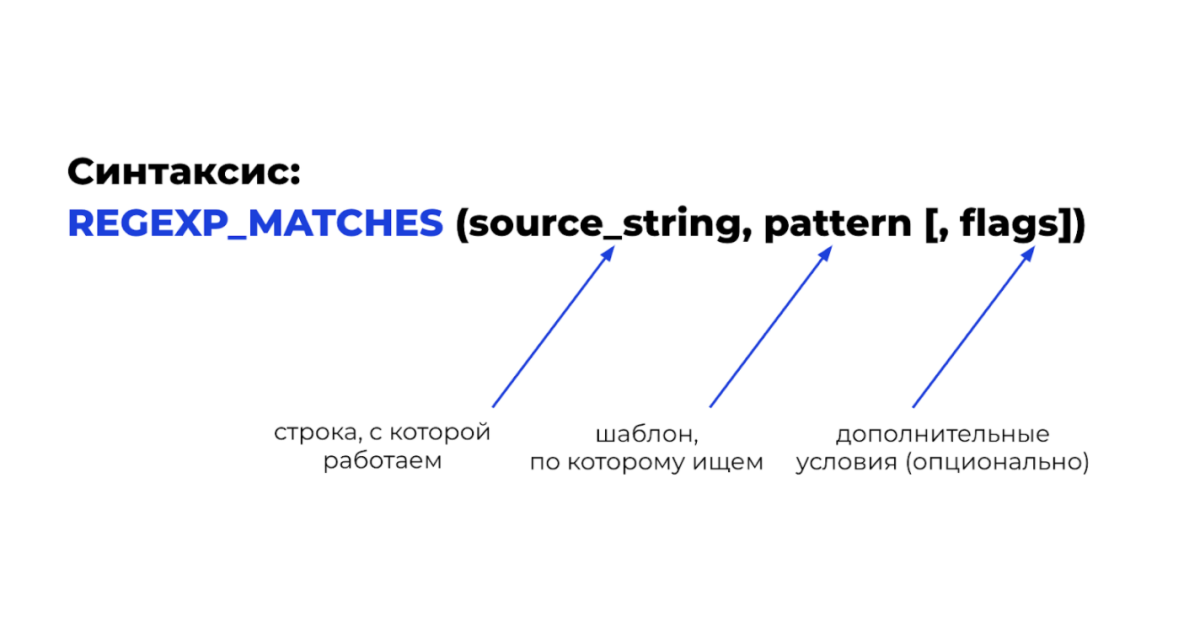 Синтаксис:
REGEXP_MATCHES (source_string, pattern [, flags])
строка, с которой
работаем
шаблон,
по которому ищем
дополнительные
условия (опционально)